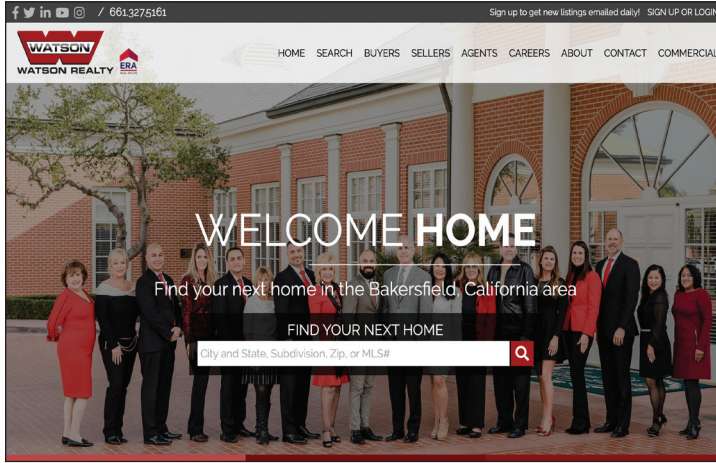 / 661.327.5161
Sign up to get new listings emailed daily! SIGN UP OR LOGIN
WATSON
WATSON REALTY
ERA
HOME SEARCH BUYERS SELLERS AGENTS CAREERS ABOUT CONTACT COMMERCIAL
WELCOME HOME
Find your next home in the Bakersfield, California area
FIND YOUR NEXT HOME
City and State, Subdivision, Zip, or MLS#